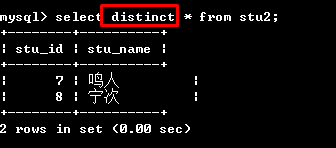 mysql> select distinct * from stu2;
+--------+----------+
| stu_id | stu_name |
+--------+----------+
| 7 | 鸣人 |
| 8 | 宁次 |
+--------+----------+
2 rows in set (0.00 sec)